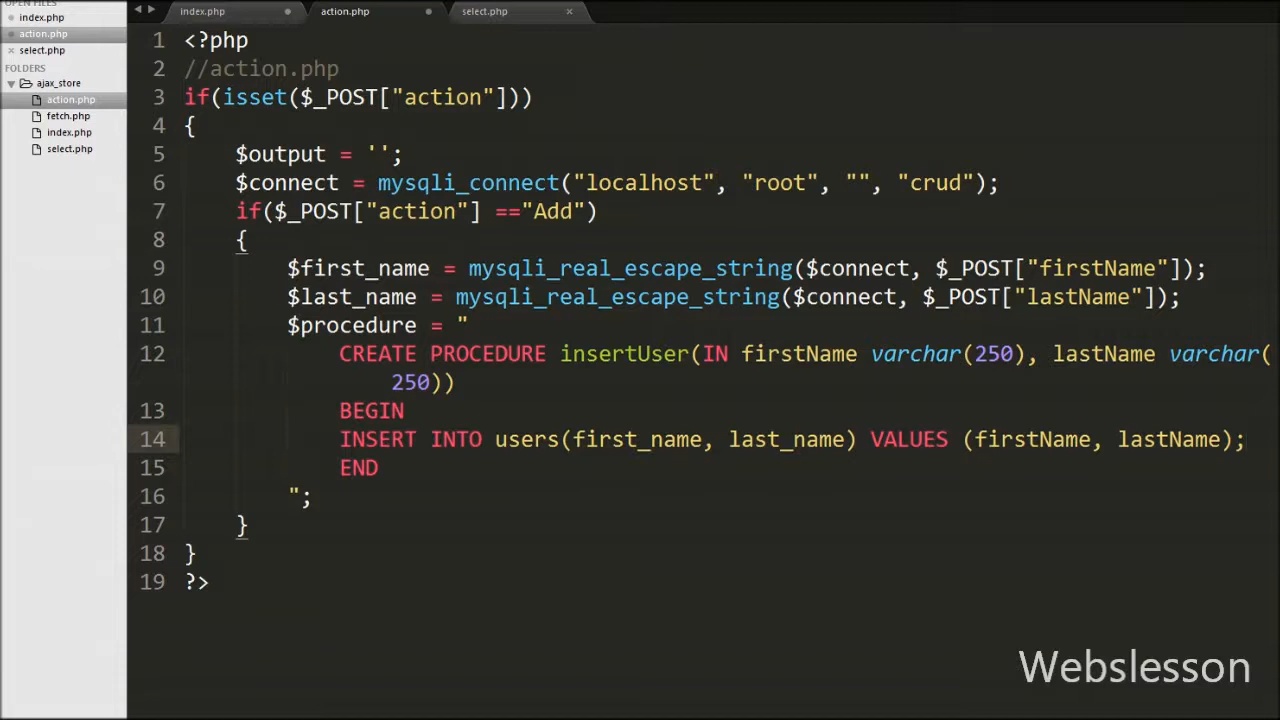 OPEN FILES
index.php
action.php
select.php
FOLDERS
ajax_store
action.php
fetch.php
index.php
select.php
index.php action.php select.php
1 <?php
2 //action.php
3 if(isset($_POST["action"]))
4 {
5 $output = '';
6 $connect = mysqli_connect("localhost", "root", "", "crud");
7 if($_POST["action"] =="Add")
8 {
9 $first_name = mysqli_real_escape_string($connect, $_POST["firstName"]);
10 $last_name = mysqli_real_escape_string($connect, $_POST["lastName"]);
11 $procedure = "
12 CREATE PROCEDURE insertUser(IN firstName varchar(250), lastName varchar(
250))
13 BEGIN
14 INSERT INTO users(first_name, last_name) VALUES (firstName, lastName);
15 END
16 ";
17 }
18 }
19 ?>
Webslesson